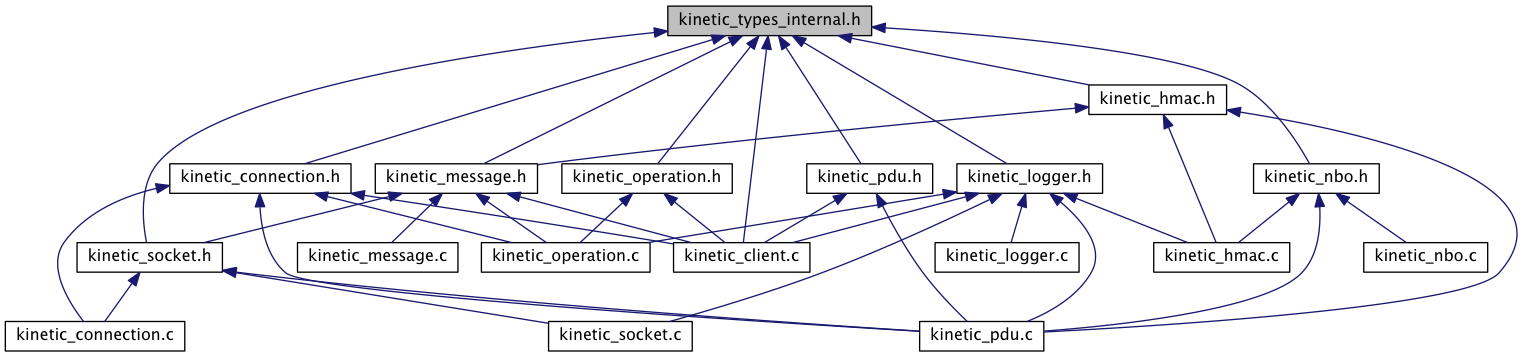 kinetic_types_internal.h
kinetic_hmac.h
kinetic_connection.h
kinetic_message.h
kinetic_operation.h
kinetic_pdu.h
kinetic_logger.h
kinetic_nbo.h
kinetic_socket.h
kinetic_message.c
kinetic_operation.c
kinetic_client.c
kinetic_logger.c
kinetic_hmac.c
kinetic_nbo.c
kinetic_connection.c
kinetic_socket.c
kinetic_pdu.c